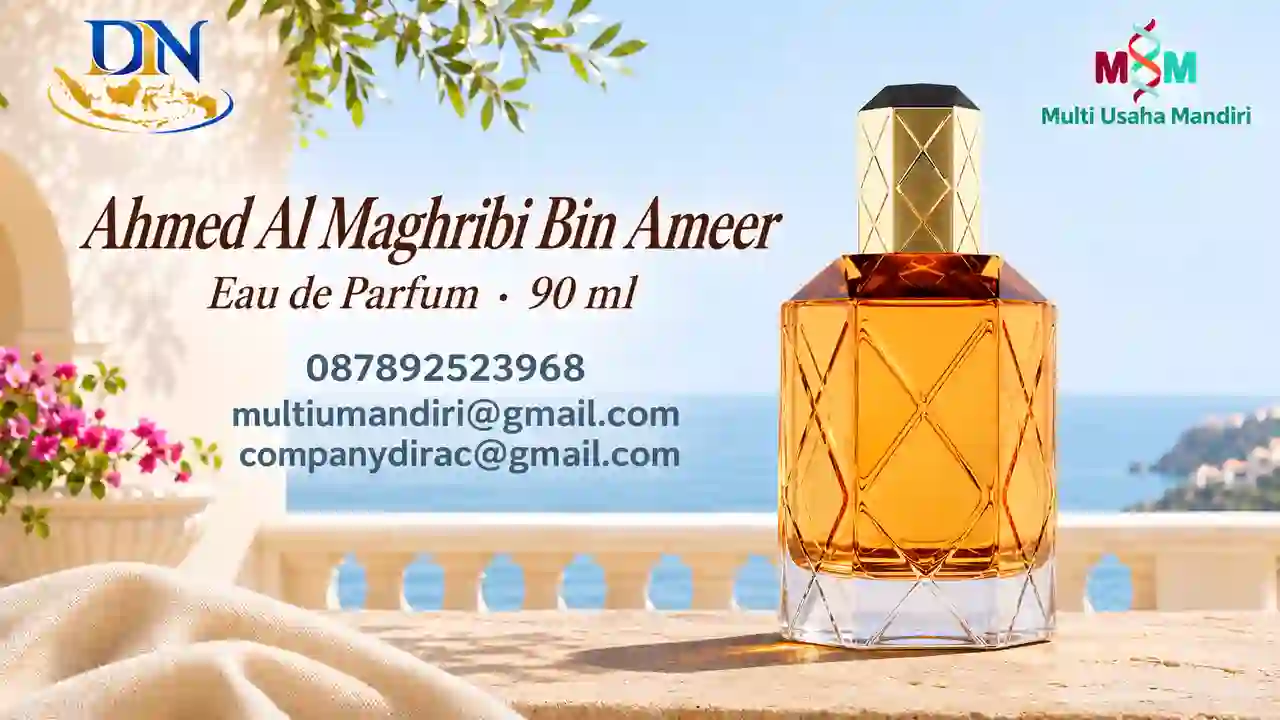 DIN
MSM
Multi Usaha Mandiri
Ahmed Al Maghribi Bin Ameer
Eau de Parfum · 90 ml
087892523968
multiumandiri@gmail.com
companydirac@gmail.com